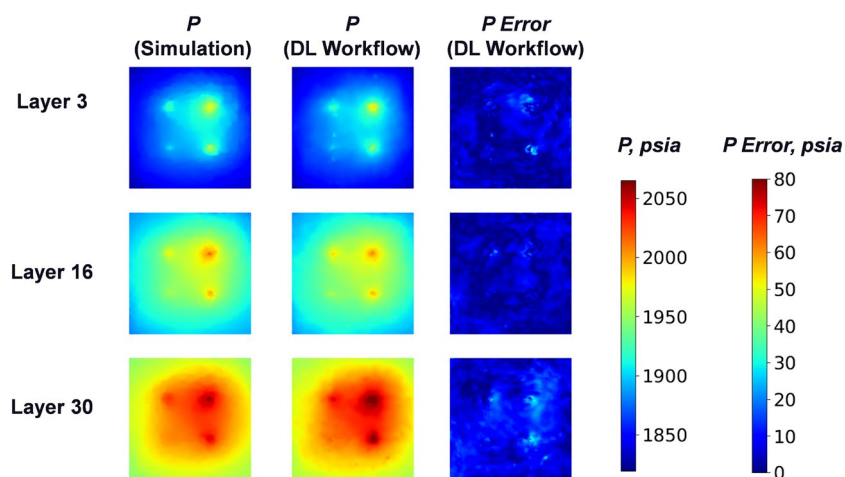 P
(Simulation)
P
(DL Workflow)
P Error
(DL Workflow)
Layer 3
Layer 16
Layer 30
P, psia
2050
2000
1950
1900
1850
P Error, psia
80
70
60
50
40
30
20
10
0